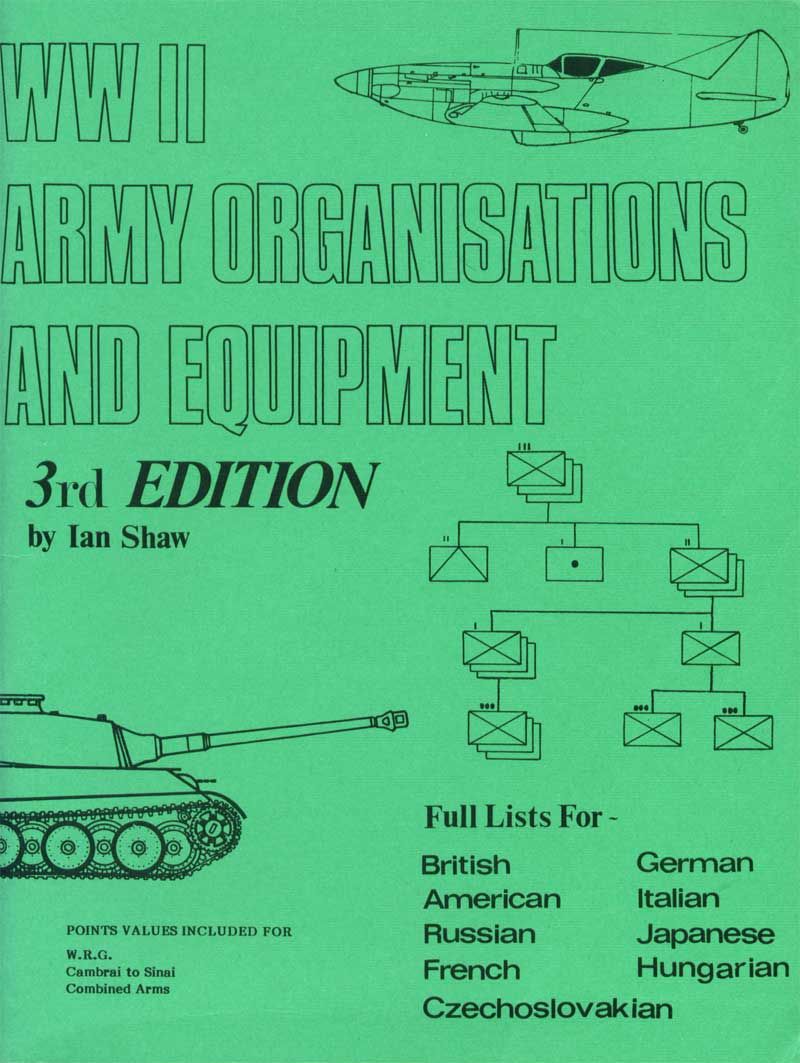 WW II
ARMY ORGANISATIONS
AND EQUIPMENT
3rd EDITION
by Ian Shaw
Full Lists For~
British
German
American
Italian
Russian
Japanese
French
Hungarian
Czechoslovakian
POINTS VALUES INCLUDED FOR
W.R.G.
Cambrai to Sinai
Combined Arms